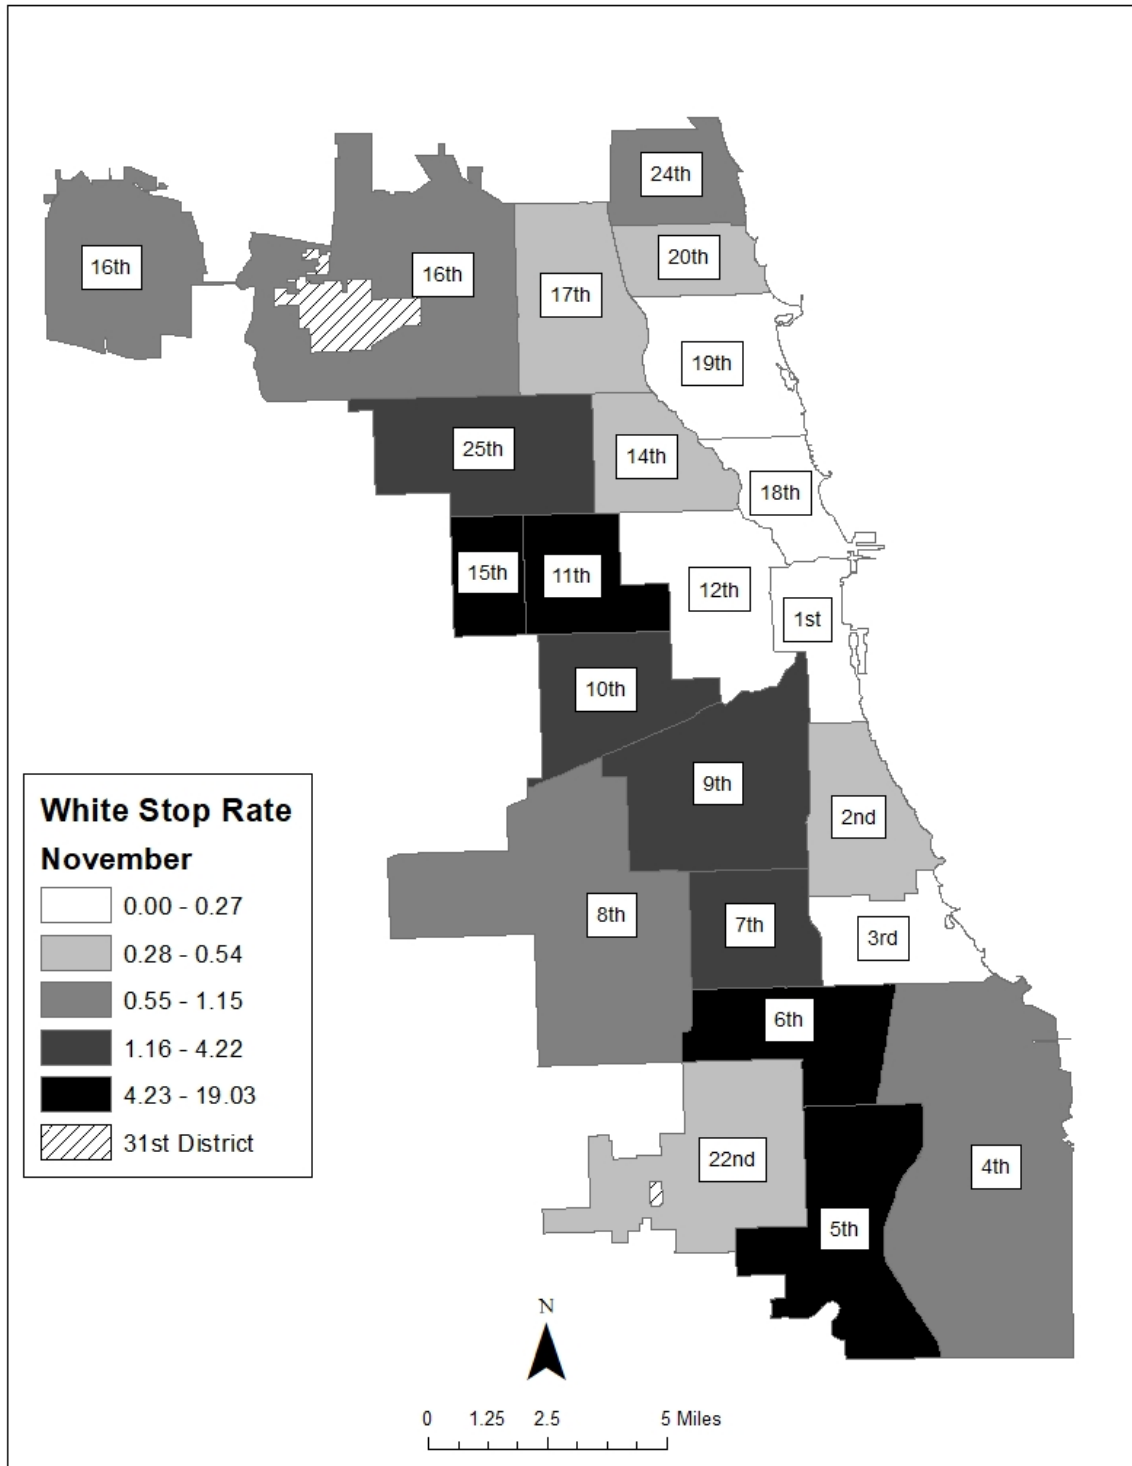 24th
20th
16th
16th
17th
19th
25th
14th
18th
15th
11th
12th
1st
10th
9th
2nd
8th
7th
3rd
6th
22nd
4th
5th
White Stop Rate
November
0.00 - 0.27
0.28 - 0.54
0.55 - 1.15
1.16 - 4.22
4.23 - 19.03
31st District
N
0 1.25 2.5 5 Miles